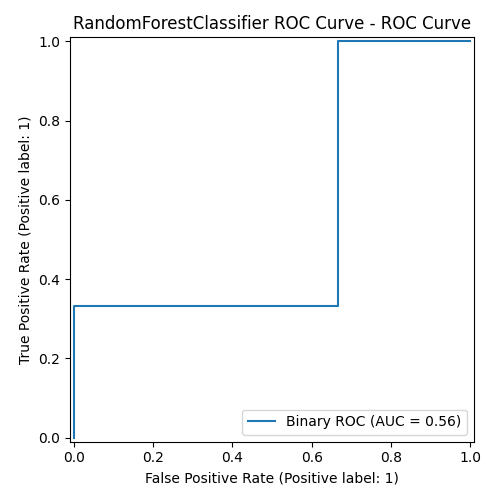 RandomForestClassifier ROC Curve - ROC Curve
True Positive Rate (Positive label: 1)
1.0
0.8
0.6
0.4
0.2
0.0
Binary ROC (AUC = 0.56)
0.0 0.2 0.4 0.6 0.8 1.0
False Positive Rate (Positive label: 1)